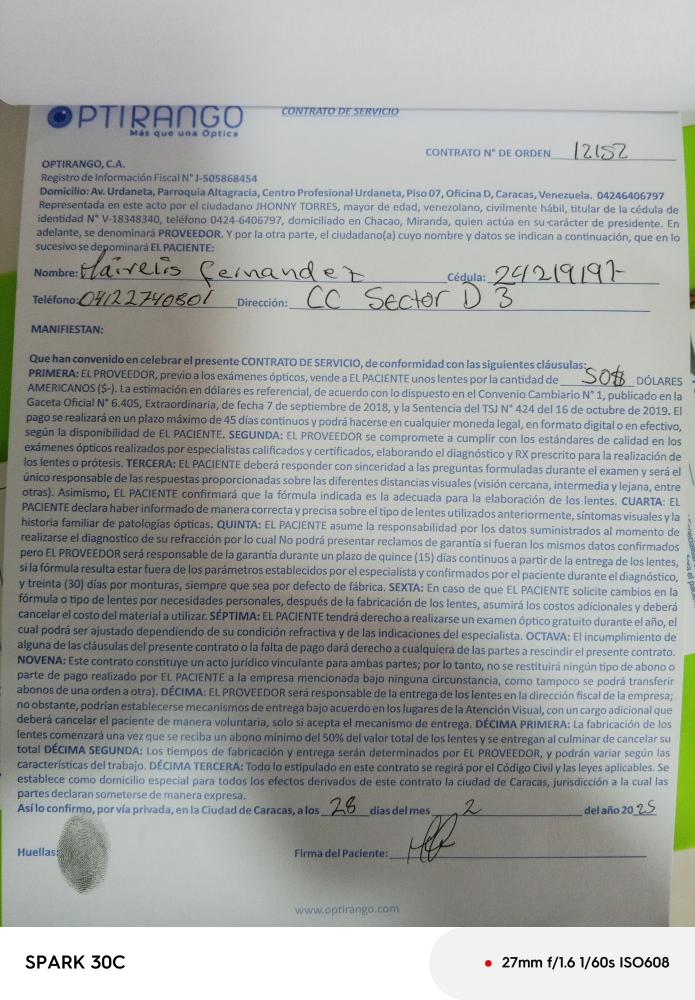 OPTIRANGO
Más que una Óptica
CONTRATO DE SERVICIO
CONTRATO N° DE ORDEN 12152
OPTIRANGO, C.A.
Registro de Información Fiscal N° J-505868454
Domicilio: Av. Urdaneta, Parroquia Altagracia, Centro Profesional Urdaneta, Piso 07, Oficina D, Caracas, Venezuela. 04246406797
Representada en este acto por el ciudadano JHONNY TORRES, mayor de edad, venezolano, civilmente hábil, titular de la cédula de
identidad N° V-18348340, teléfono 0424-6406797, domiciliado en Chacao, Miranda, quien actúa en su carácter de presidente. En
adelante, se denominará PROVEEDOR. Y por la otra parte, el ciudadano(a) cuyo nombre y datos se indican a continuación, que en lo
sucesivo se denominará EL PACIENTE:
Nombre: Mairelis Fernandez Cédula: 24219197
Teléfono: 04122740801 Dirección: CC Sector D 3
MANIFIESTAN:
Que han convenido en celebrar el presente CONTRATO DE SERVICIO, de conformidad con las siguientes cláusulas:
PRIMERA: EL PROVEEDOR, previo a los exámenes ópticos, vende a EL PACIENTE unos lentes por la cantidad de 50$ DÓLARES
AMERICANOS ($-). La estimación en dólares es referencial, de acuerdo con lo dispuesto en el Convenio Cambiario N° 1, publicado en la
Gaceta Oficial N° 6.405, Extraordinaria, de fecha 7 de septiembre de 2018, y la Sentencia del TSJ N° 424 del 16 de octubre de 2019. El
pago se realizará en un plazo máximo de 45 días continuos y podrá hacerse en cualquier moneda legal, en formato digital o en efectivo,
según la disponibilidad de EL PACIENTE. SEGUNDA: EL PROVEEDOR se compromete a cumplir con los estándares de calidad en los
exámenes ópticos realizados por especialistas calificados y certificados, elaborando el diagnóstico y RX prescrito para la realización de
los lentes o prótesis. TERCERA: EL PACIENTE deberá responder con sinceridad a las preguntas formuladas durante el examen y será el
único responsable de las respuestas proporcionadas sobre las diferentes distancias visuales (visión cercana, intermedia y lejana, entre
otras). Asimismo, EL PACIENTE confirmará que la fórmula indicada es la adecuada para la elaboración de los lentes. CUARTA: EL
PACIENTE declara haber informado de manera correcta y precisa sobre el tipo de lentes utilizados anteriormente, síntomas visuales y la
historia familiar de patologías ópticas. QUINTA: EL PACIENTE asume la responsabilidad por los datos suministrados al momento de
realizarse el diagnostico de su refracción por lo cual No podrá presentar reclamos de garantía si fueran los mismos datos confirmados
pero EL PROVEEDOR será responsable de la garantía durante un plazo de quince (15) días continuos a partir de la entrega de los lentes,
si la fórmula resulta estar fuera de los parámetros establecidos por el especialista y confirmados por el paciente durante el diagnóstico,
y treinta (30) días por monturas, siempre que sea por defecto de fábrica. SEXTA: En caso de que EL PACIENTE solicite cambios en la
fórmula o tipo de lentes por necesidades personales, después de la fabricación de los lentes, asumirá los costos adicionales y deberá
cancelar el costo del material a utilizar. SÉPTIMA: EL PACIENTE tendrá derecho a realizarse un examen óptico gratuito durante el año, el
cual podrá ser ajustado dependiendo de su condición refractiva y de las indicaciones del especialista. OCTAVA: El incumplimiento de
alguna de las cláusulas del presente contrato o la falta de pago dará derecho a cualquiera de las partes a rescindir el presente contrato.
NOVENA: Este contrato constituye un acto jurídico vinculante para ambas partes; por lo tanto, no se restituirá ningún tipo de abono o
parte de pago realizado por EL PACIENTE a la empresa mencionada bajo ninguna circunstancia, como tampoco se podrá transferir
abonos de una orden a otra). DÉCIMA: EL PROVEEDOR será responsable de la entrega de los lentes en la dirección fiscal de la empresa;
no obstante, podrían establecerse mecanismos de entrega bajo acuerdo en los lugares de la Atención Visual, con un cargo adicional que
deberá cancelar el paciente de manera voluntaria, solo si acepta el mecanismo de entrega. DÉCIMA PRIMERA: La fabricación de los
lentes comenzará una vez que se reciba un abono mínimo del 50% del valor total de los lentes y se entregan al culminar de cancelar su
total DÉCIMA SEGUNDA: Los tiempos de fabricación y entrega serán determinados por EL PROVEEDOR, y podrán variar según las
características del trabajo. DÉCIMA TERCERA: Todo lo estipulado en este contrato se regirá por el Código Civil y las leyes aplicables. Se
establece como domicilio especial para todos los efectos derivados de este contrato la ciudad de Caracas, jurisdicción a la cual las
partes declaran someterse de manera expresa.
Así lo confirmo, por vía privada, en la Ciudad de Caracas, a los 28 días del mes 2 del año 2025
Huellas:
Firma del Paciente:
www.optirango.com
SPARK 30C
27mm f/1.6 1/60s ISO608